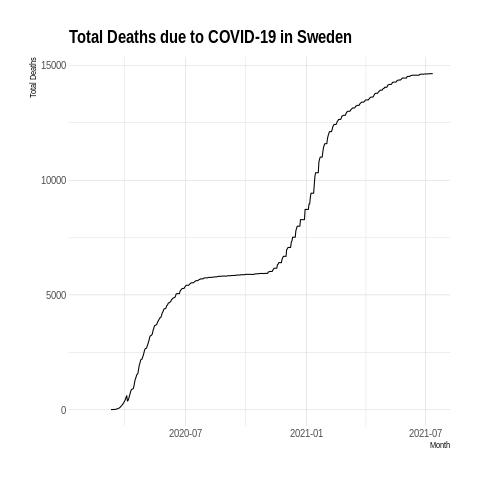 Total Deaths due to COVID-19 in Sweden
Total Deaths
15000
10000
5000
0
2020-07
2021-01
2021-07
Month